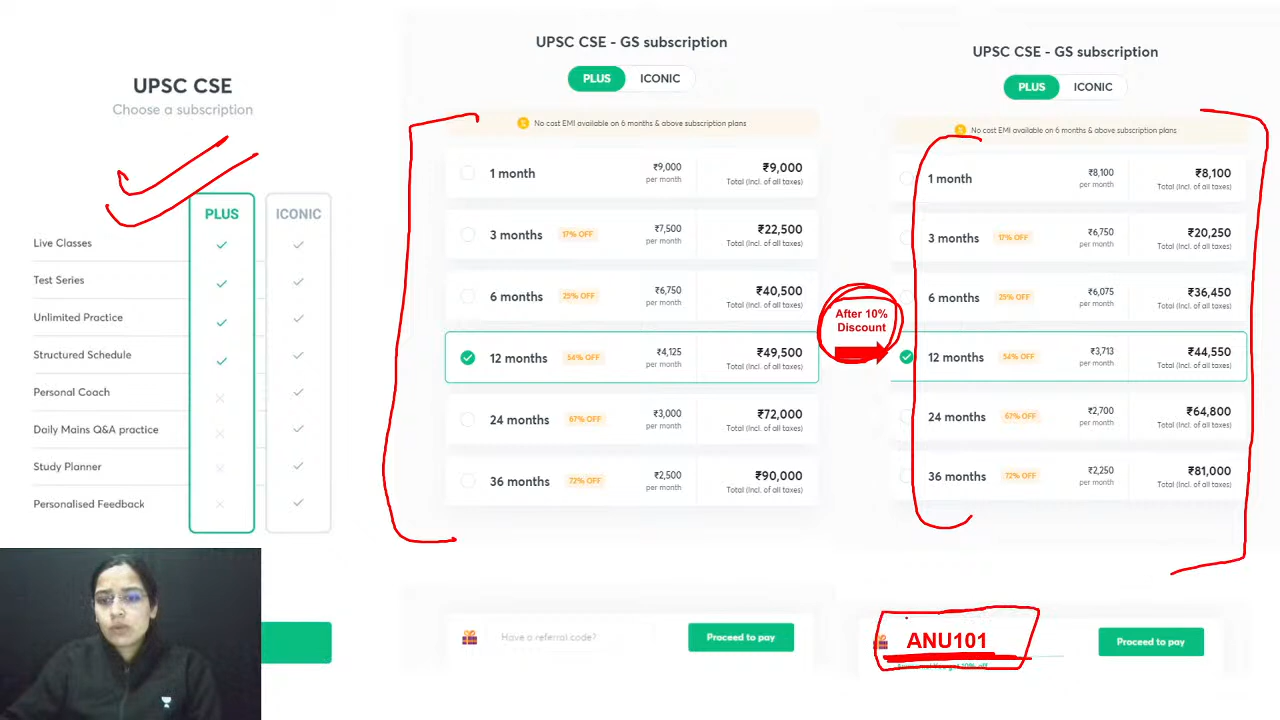 UPSC CSE
Choose a subscription
PLUS
ICONIC
Live Classes
Test Series
Unlimited Practice
Structured Schedule
Personal Coach
Daily Mains Q&A practice
Study Planner
Personalised Feedback
UPSC CSE - GS subscription
PLUS
ICONIC
No cost EMI available on 6 months & above subscription plans
1 month
₹9,000
per month
₹9,000
Total (Incl. of all taxes)
3 months
17% OFF
₹7,500
per month
₹22,500
Total (Incl. of all taxes)
6 months
25% OFF
₹6,750
per month
₹40,500
Total (Incl. of all taxes)
12 months
54% OFF
₹4,125
per month
₹49,500
Total (Incl. of all taxes)
24 months
67% OFF
₹3,000
per month
₹72,000
Total (Incl. of all taxes)
36 months
72% OFF
₹2,500
per month
₹90,000
Total (Incl. of all taxes)
Have a referral code?
Proceed to pay
After 10%
Discount
UPSC CSE - GS subscription
PLUS
ICONIC
No cost EMI available on 6 months & above subscription plans
1 month
₹8,100
per month
₹8,100
Total (Incl. of all taxes)
3 months
17% OFF
₹6,750
per month
₹20,250
Total (Incl. of all taxes)
6 months
25% OFF
₹6,075
per month
₹36,450
Total (Incl. of all taxes)
12 months
54% OFF
₹3,713
per month
₹44,550
Total (Incl. of all taxes)
24 months
67% OFF
₹2,700
per month
₹64,800
Total (Incl. of all taxes)
36 months
72% OFF
₹2,250
per month
₹81,000
Total (Incl. of all taxes)
ANU101
Proceed to pay